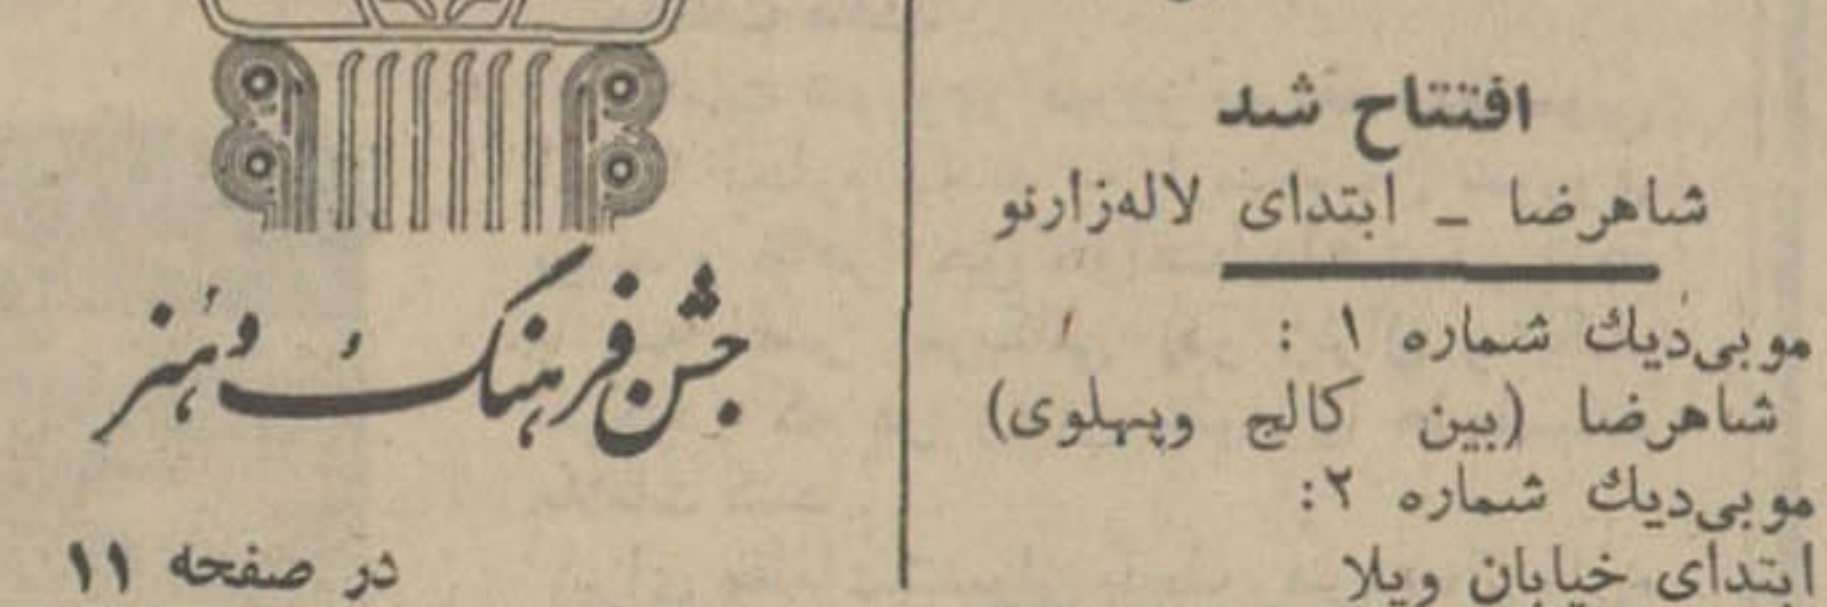 افتتاح شد
شاهرضا ـ ابتدای لاله‌زارنو
موبی‌دیك شماره ۱ :
شاهرضا (بین كالج وپهلوی)
موبی‌دیك شماره ۲:
ابتدای خیابان ویلا
جشن فرهنگ و هنر
در صفحه ۱۱